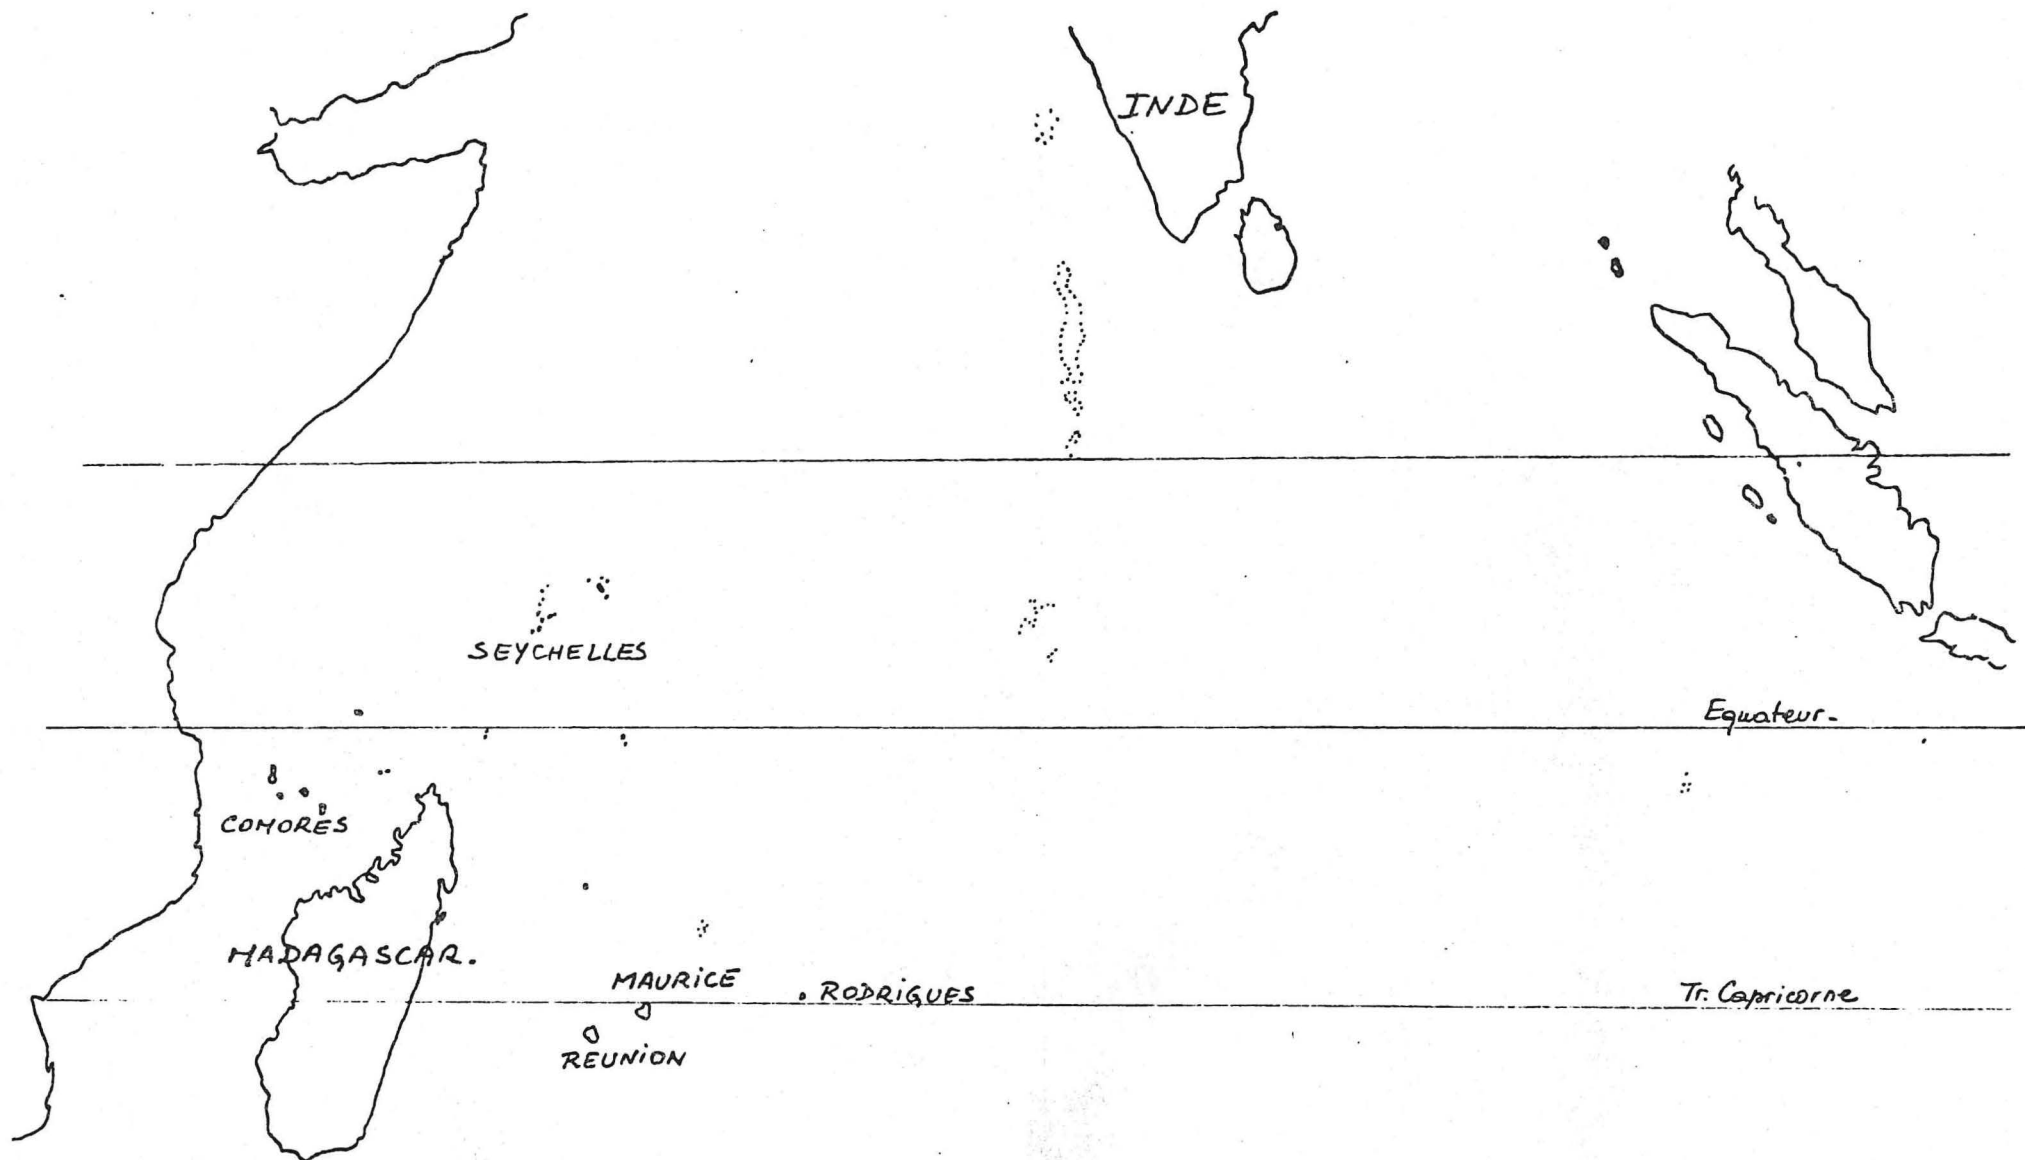 INDE
SEYCHELLES
Equateur-
COMORES
MADAGASCAR.
MAURICE
. RODRIGUES
Tr. Capricorne
REUNION